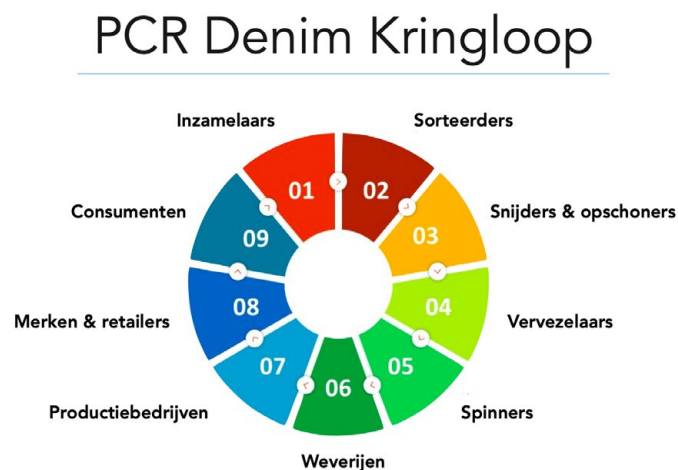 PCR Denim Kringloop
Inzamelaars
Sorteerders
01
02
Consumenten
Snijders & opschoners
09
03
Merken & retailers
08
04
Vervezelaars
07
05
06
Productiebedrijven
Spinners
Weverijen